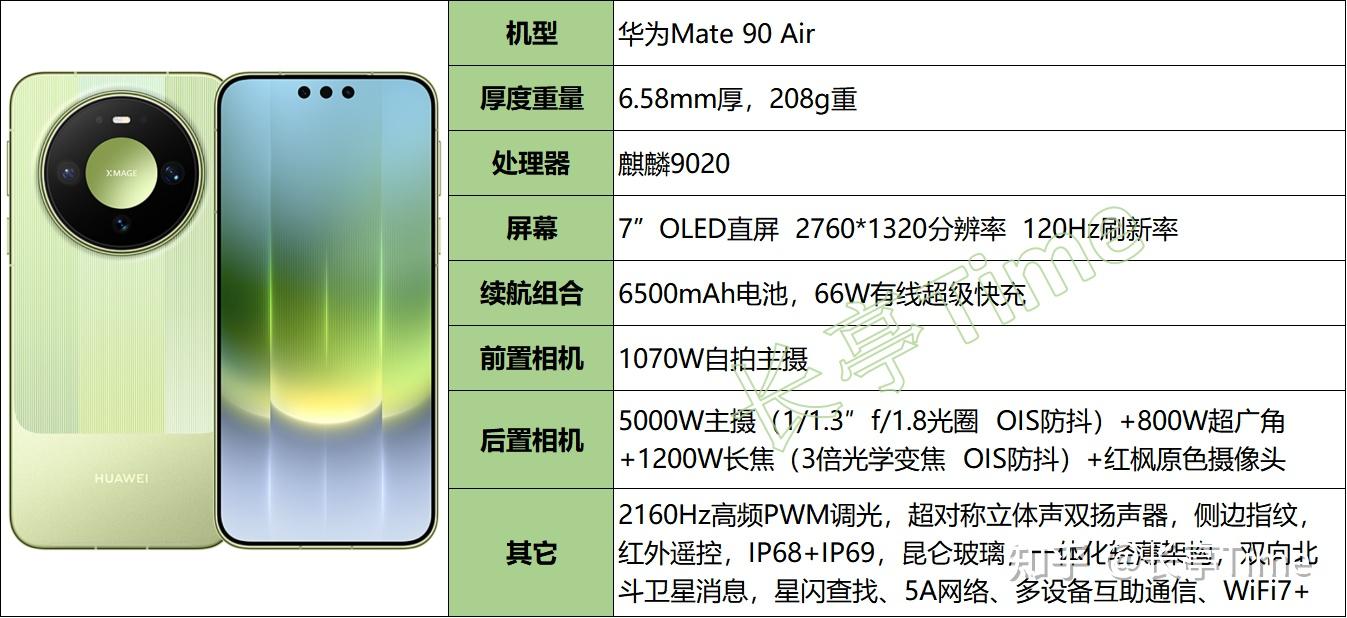 XMAGE
HUAWEI
机型 华为Mate 90 Air
厚度重量 6.58mm厚，208g重
处理器 麒麟9020
屏幕 7”OLED直屏 2760*1320分辨率 120Hz刷新率
续航组合 6500mAh电池，66W有线超级快充
前置相机 1070W自拍主摄
后置相机 5000W主摄（1/1.3” f/1.8光圈 OIS防抖）+800W超广角
+1200W长焦（3倍光学变焦 OIS防抖）+红枫原色摄像头
其它 2160Hz高频PWM调光，超对称立体声双扬声器，侧边指纹，
红外遥控，IP68+IP69，昆仑玻璃，一体化轻薄架构，双向北
斗卫星消息，星闪查找、5A网络、多设备互助通信、WiFi7+
长亭Time
知乎 @长亭Time